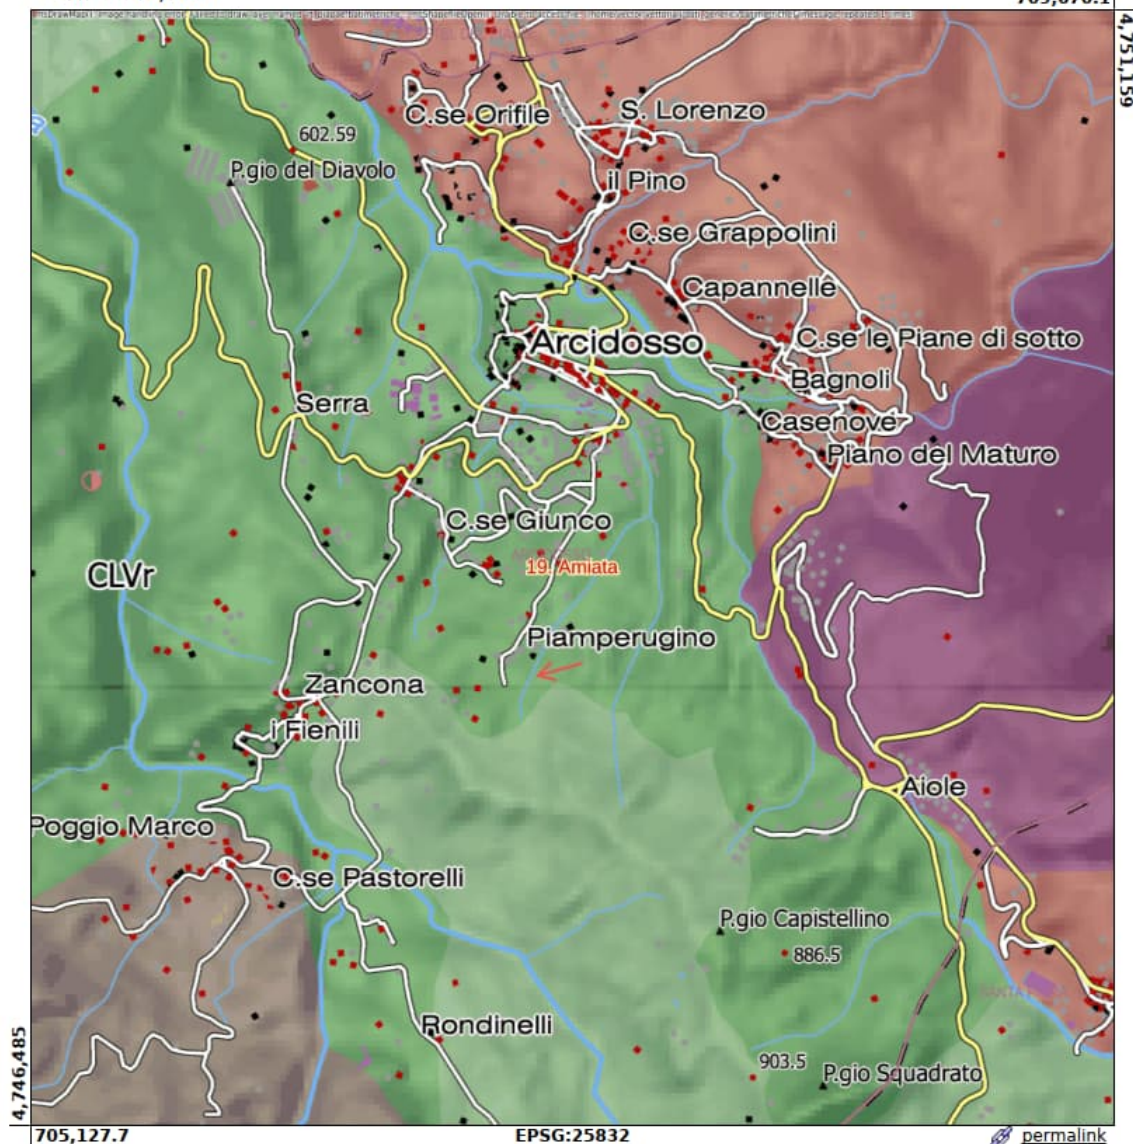 705,670.1
4,751,159
C.se Orifile
S. Lorenzo
602.59
P.gio del Diavolo
il Pino
C.se Grappolini
Capannelle
Arcidosso
C.se le Piane di sotto
Bagnoli
Serra
Casenove
Piano del Maturo
C.se Giunco
19. Amiata
CLVr
Piamperugino
Zancona
i Fienili
Aiole
Poggio Marco
C.se Pastorelli
P.gio Capistellino
886.5
Rondinelli
903.5
P.gio Squadrato
4,746,485
705,127.7
EPSG:25832
permalink